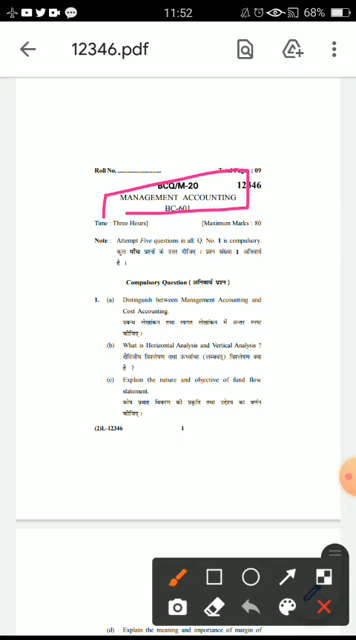 11:52
68%
12346.pdf
Roll No. ........................
Total Pages : 09
BCQ/M-20
12346
MANAGEMENT ACCOUNTING
BC-601
Time : Three Hours]
[Maximum Marks : 80
Note : Attempt Five questions in all. Q. No. 1 is compulsory.
कुल पाँच प्रश्नों के उत्तर दीजिए । प्रश्न संख्या 1 अनिवार्य
है ।
Compulsory Question ( अनिवार्य प्रश्न )
1. (a) Distinguish between Management Accounting and
Cost Accounting.
प्रबन्ध लेखांकन तथा लागत लेखांकन में अन्तर स्पष्ट
कीजिए ।
(b) What is Horizontal Analysis and Vertical Analysis ?
विश्लेषण तथा (लम्बवत्) विश्लेषण क्या
है ?
(c) Explain the nature and objective of fund flow
statement.
कोष प्रवाह विवरण की प्रकृति तथा उद्देश्य का वर्णन
कीजिए ।
(2)L-12346
1
(d) Explain the meaning and importance of margin of